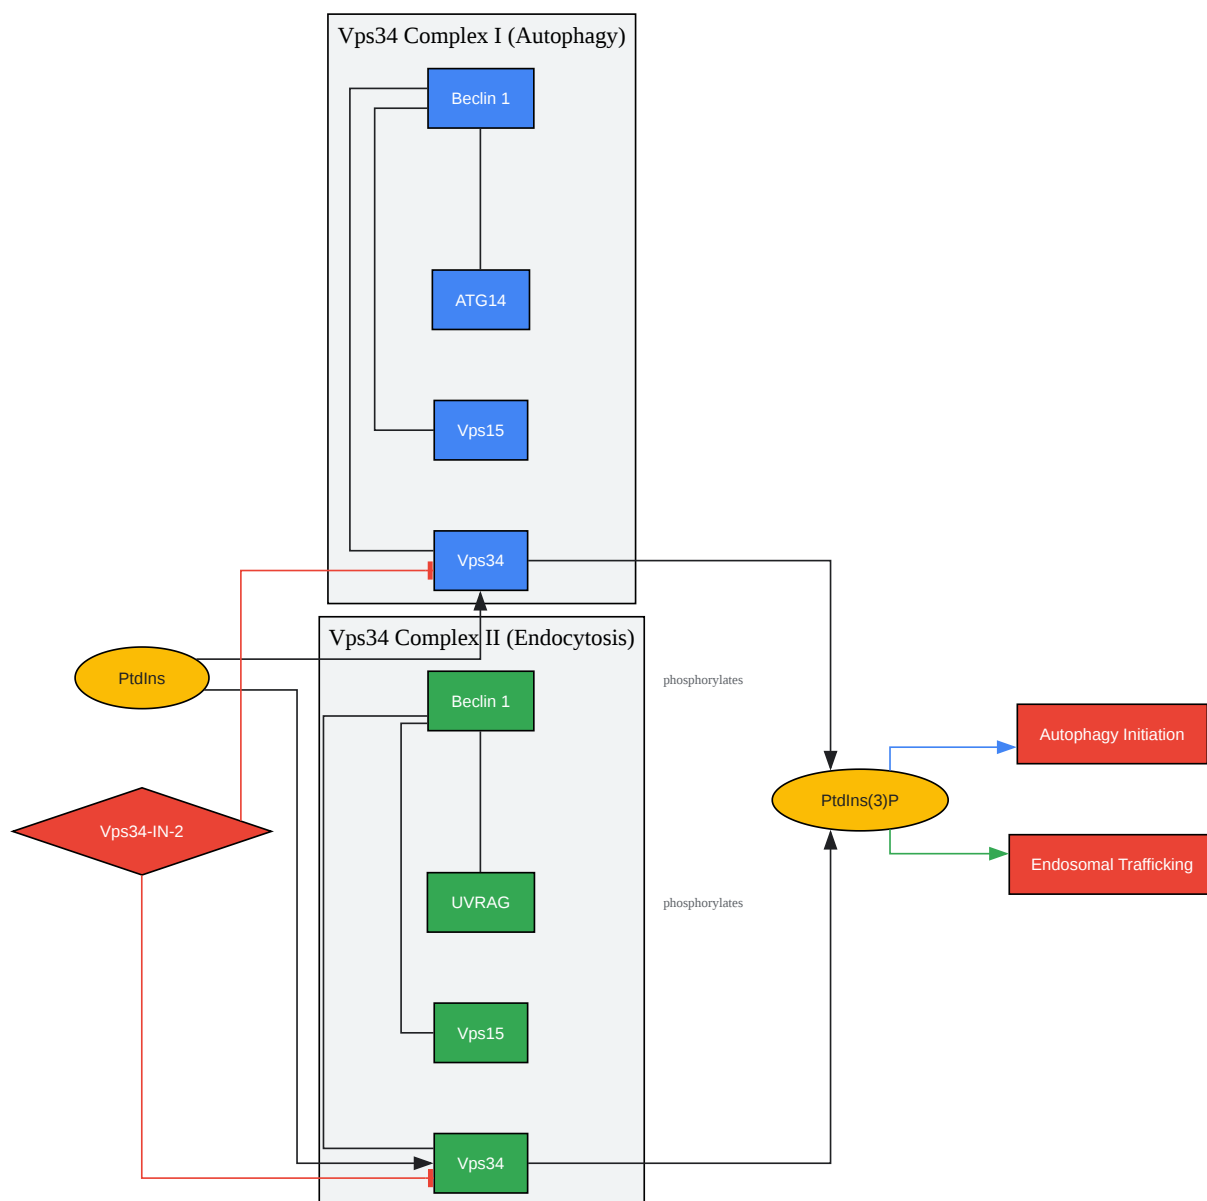 Vps34 Complex I (Autophagy)
Beclin 1
ATG14
Vps15
Vps34
Vps34 Complex II (Endocytosis)
PtdIns
Beclin 1
phosphorylates
Autophagy Initiation
PtdIns(3)P
Vps34-IN-2
Endosomal Trafficking
UVRAG
phosphorylates
Vps15
Vps34